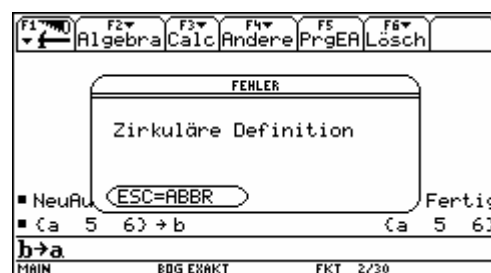 F1 F2▾ F3▾ F4▾ F5 F6▾
Algebra Calc Andere PrgEA Lösch
FEHLER
Zirkuläre Definition
ESC=ABBR
▪ NeuAu Fertig
▪ {a 5 6} → b {a 5 6}
b→a
MAIN BOG EXAKT FKT 2/30